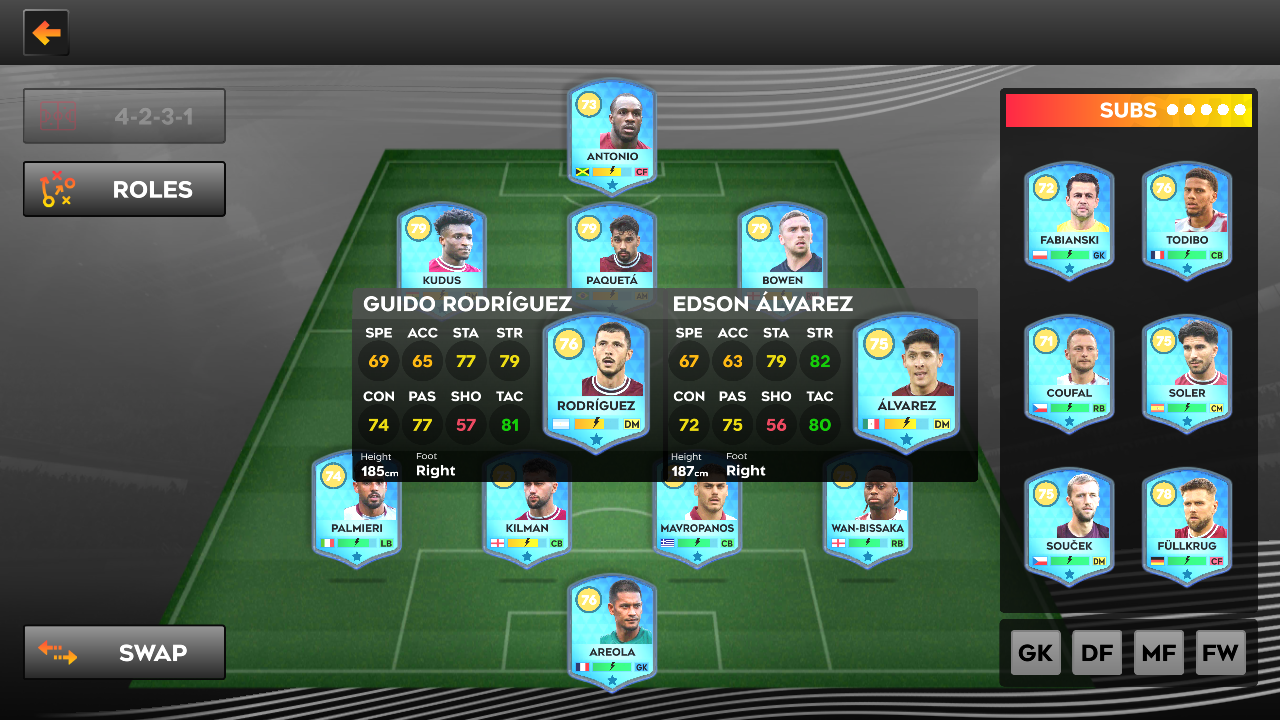 4-2-3-1
ROLES
73
ANTONIO
CF
79
KUDUS
79
PAQUETÁ
AM
79
BOWEN
GUIDO RODRÍGUEZ
SPE ACC STA STR
69 65 77 79
CON PAS SHO TAC
74 77 57 81
Height Foot
185cm Right
76
RODRÍGUEZ
DM
EDSON ÁLVAREZ
SPE ACC STA STR
67 63 79 82
CON PAS SHO TAC
72 75 56 80
Height Foot
187cm Right
75
ÁLVAREZ
DM
74
PALMIERI
LB
KILMAN
CB
MAVROPANOS
CB
WAN-BISSAKA
RB
76
AREOLA
GK
SUBS
72
FABIANSKI
GK
76
TODIBO
CB
71
COUFAL
RB
75
SOLER
CM
75
SOUČEK
DM
78
FÜLLKRUG
CF
SWAP
GK DF MF FW